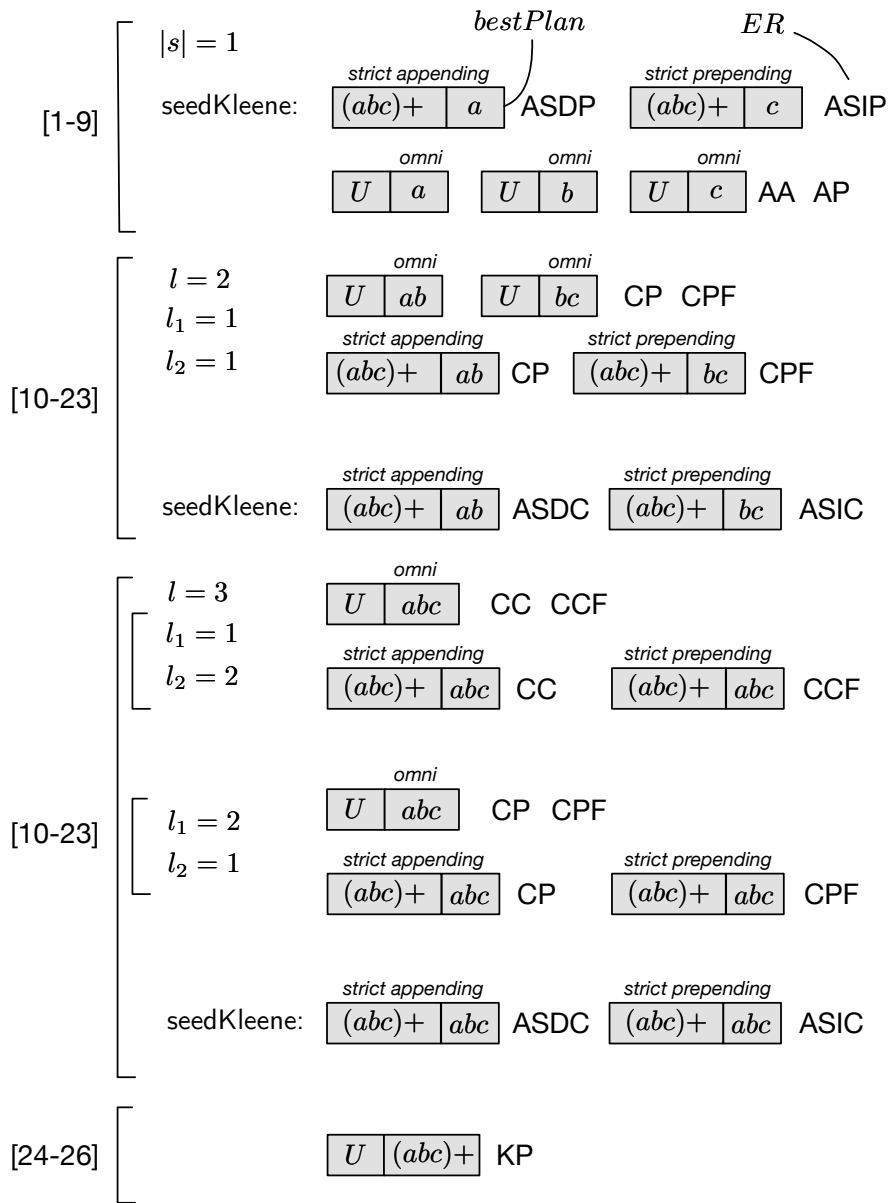 bestPlan ER
|s| = 1
strict appending strict prepending
[1-9] seedKleene: (abc)+ a ASDP (abc)+ c ASIP
omni omni omni
U a U b U c AA AP
l = 2 omni omni
U ab U bc CP CPF
l₁ = 1
strict appending strict prepending
l₂ = 1 (abc)+ ab CP (abc)+ bc CPF
[10-23]
strict appending strict prepending
seedKleene: (abc)+ ab ASDC (abc)+ bc ASIC
omni
l = 3 U abc CC CCF
l₁ = 1
strict appending strict prepending
l₂ = 2 (abc)+ abc CC (abc)+ abc CCF
omni
U abc CP CPF
[10-23] l₁ = 2
strict appending strict prepending
l₂ = 1 (abc)+ abc CP (abc)+ abc CPF
strict appending strict prepending
seedKleene: (abc)+ abc ASDC (abc)+ abc ASIC
[24-26] U (abc)+ KP